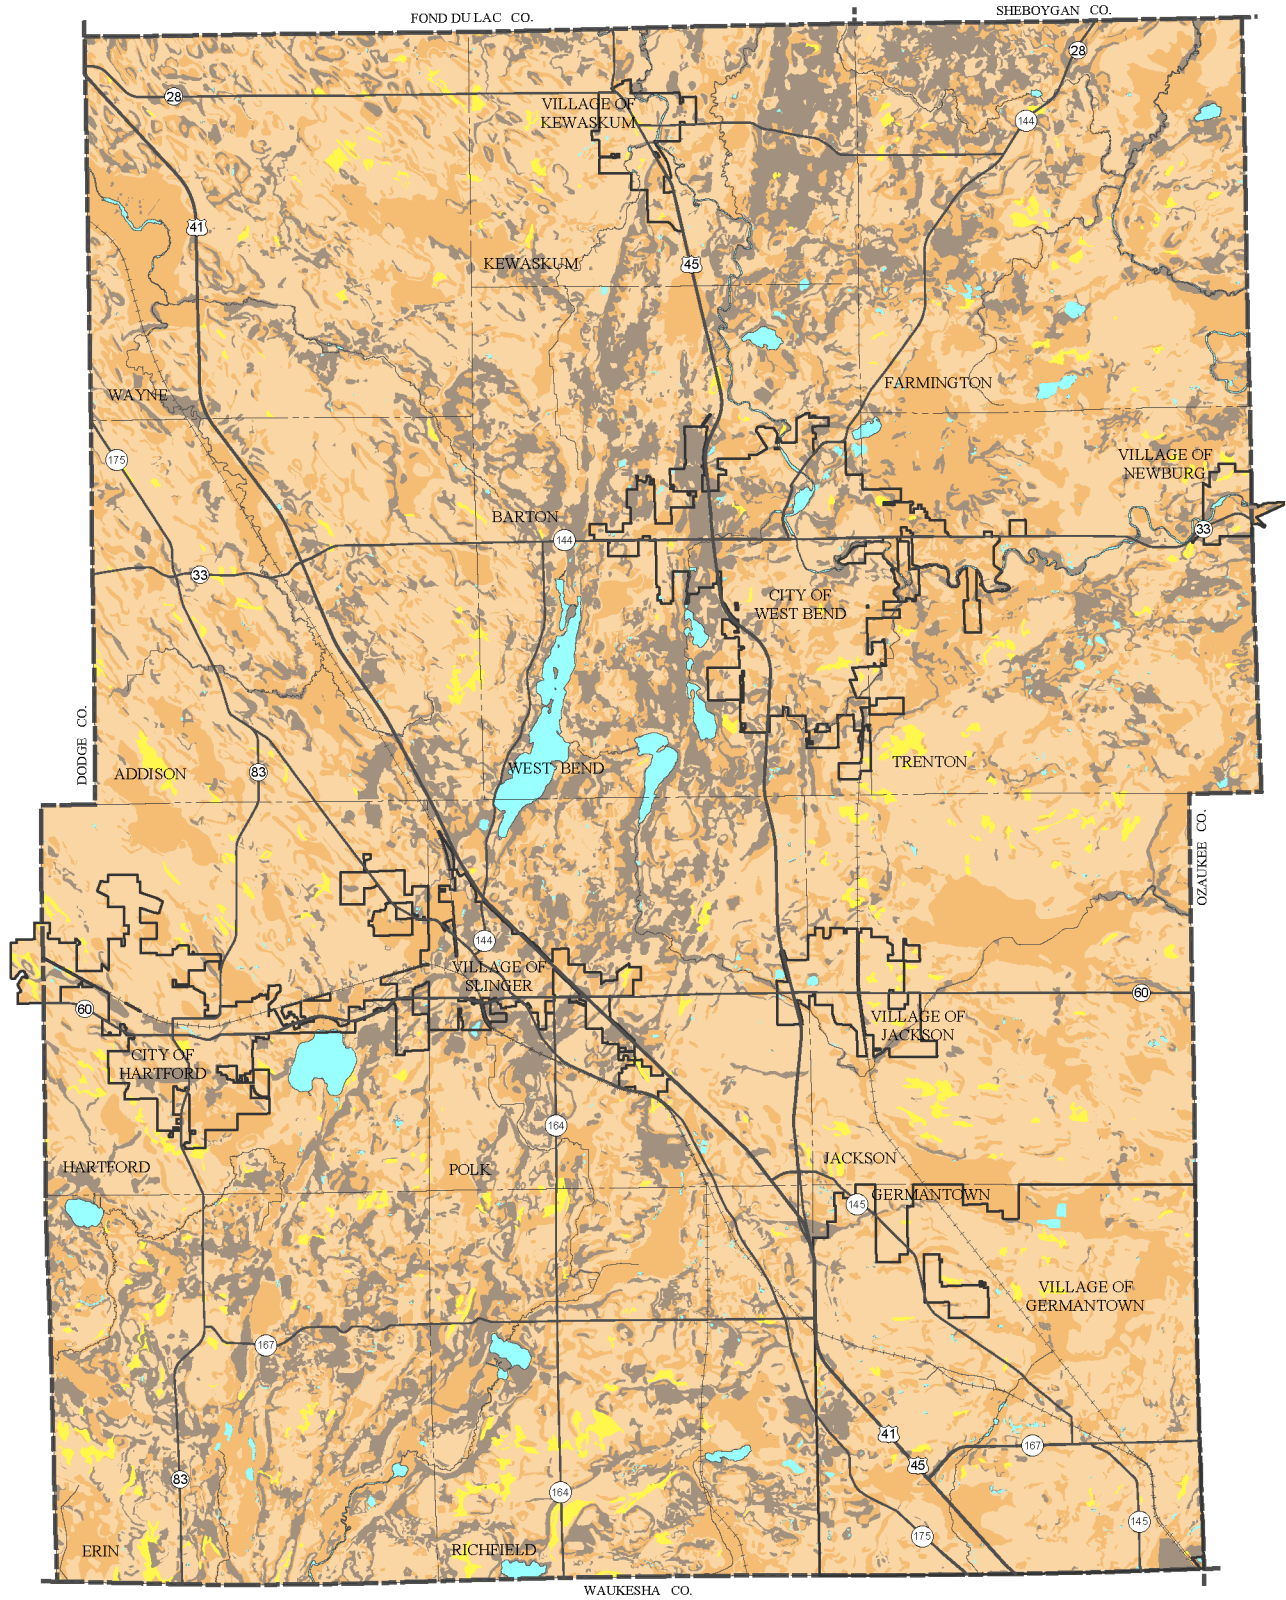 FOND DU LAC CO.
SHEBOYGAN CO.
28
28
VILLAGE OF
KEWASKUM
144
41
KEWASKUM
45
WAYNE
FARMINGTON
175
VILLAGE OF
NEWBURG
BARTON
144
33
33
CITY OF
WEST BEND
DODGE CO.
ADDISON
83
WEST BEND
TRENTON
OZAUKEE CO.
144
VILLAGE OF
SLINGER
60
60
VILLAGE OF
JACKSON
CITY OF
HARTFORD
164
HARTFORD
POLK
JACKSON
GERMANTOWN
145
VILLAGE OF
GERMANTOWN
167
41
167
45
83
164
145
175
ERIN
RICHFIELD
WAUKESHA CO.